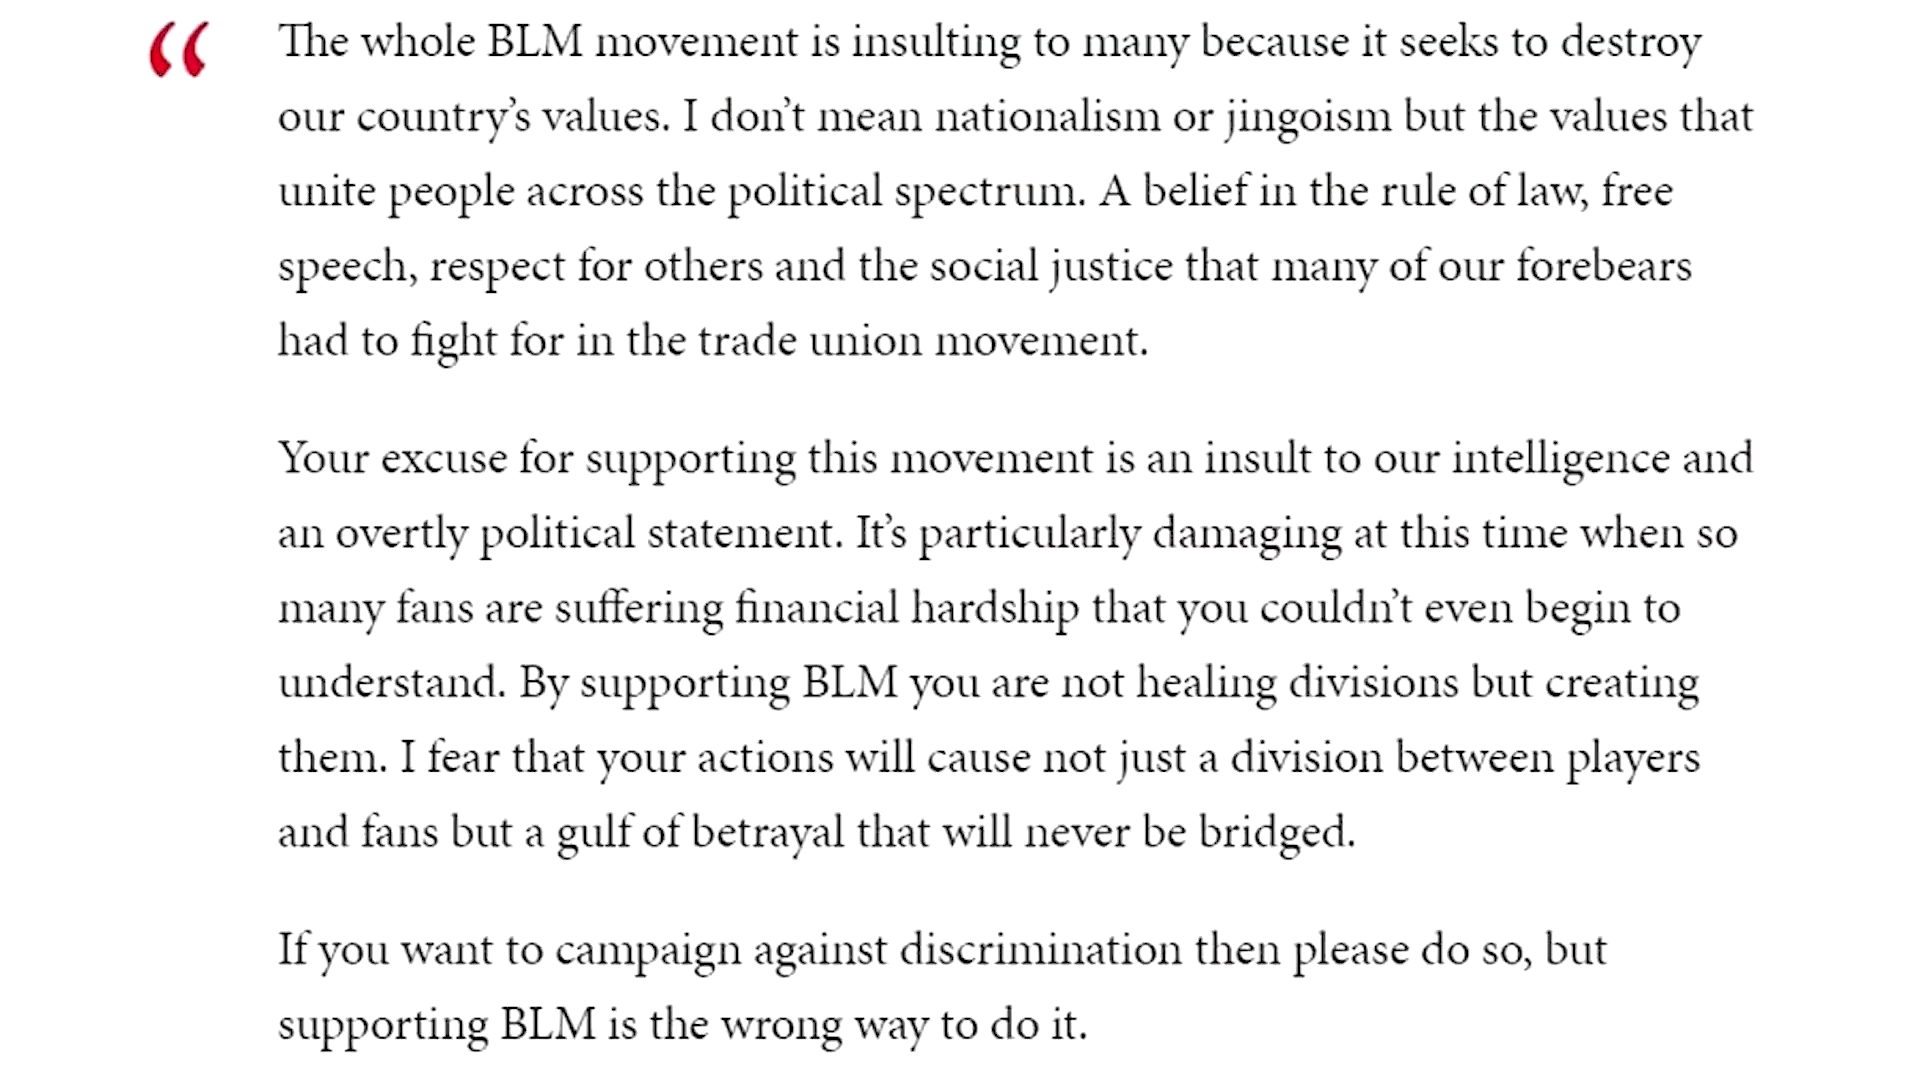 “
The whole BLM movement is insulting to many because it seeks to destroy
our country’s values. I don’t mean nationalism or jingoism but the values that
unite people across the political spectrum. A belief in the rule of law, free
speech, respect for others and the social justice that many of our forebears
had to fight for in the trade union movement.
Your excuse for supporting this movement is an insult to our intelligence and
an overtly political statement. It’s particularly damaging at this time when so
many fans are suffering financial hardship that you couldn’t even begin to
understand. By supporting BLM you are not healing divisions but creating
them. I fear that your actions will cause not just a division between players
and fans but a gulf of betrayal that will never be bridged.
If you want to campaign against discrimination then please do so, but
supporting BLM is the wrong way to do it.